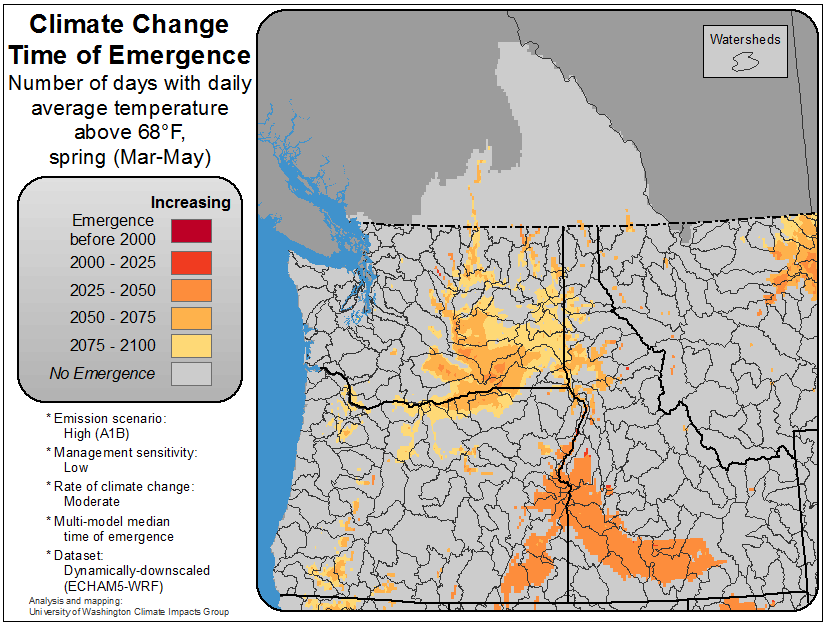 Climate Change
Time of Emergence
Number of days with daily
average temperature
above 68°F,
spring (Mar-May)
Increasing
Emergence
before 2000
2000 - 2025
2025 - 2050
2050 - 2075
2075 - 2100
No Emergence
* Emission scenario:
High (A1B)
* Management sensitivity:
Low
* Rate of climate change:
Moderate
* Multi-model median
time of emergence
* Dataset:
Dynamically-downscaled
(ECHAM5-WRF)
Analysis and mapping:
University of Washington Climate Impacts Group
Watersheds